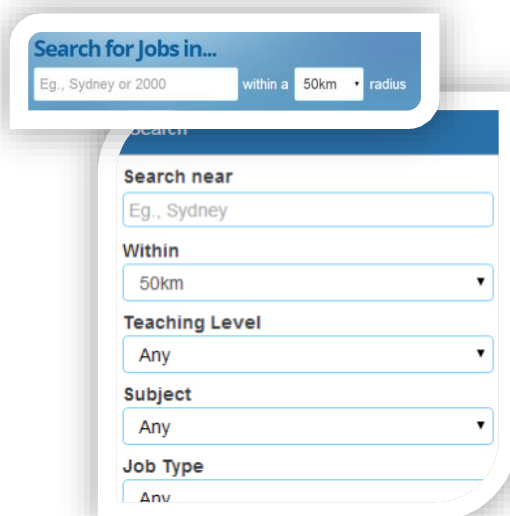 Search for Jobs in...
Eg., Sydney or 2000 within a 50km radius
Search
Search near
Eg., Sydney
Within
50km
Teaching Level
Any
Subject
Any
Job Type
Any